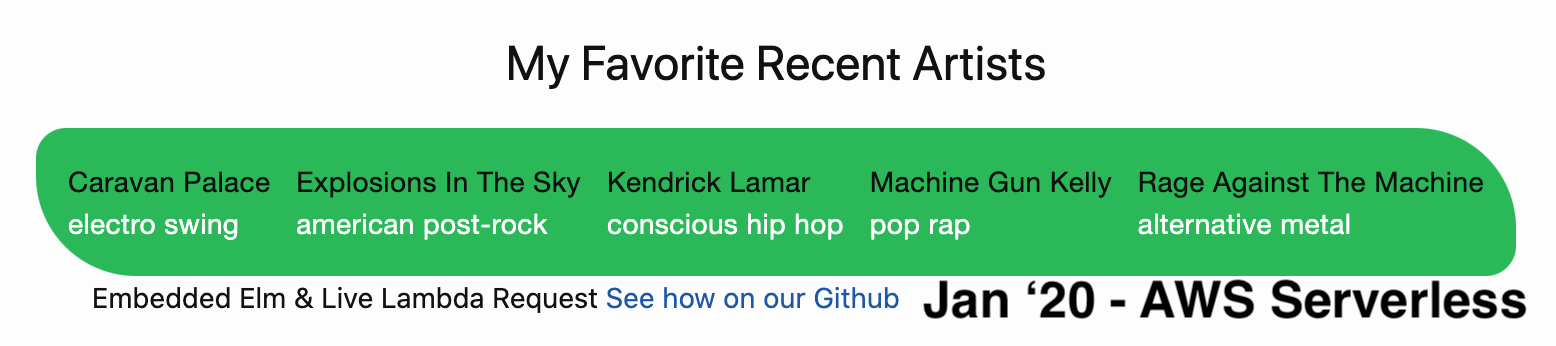 My Favorite Recent Artists
Caravan Palace Explosions In The Sky Kendrick Lamar Machine Gun Kelly Rage Against The Machine
electro swing american post-rock conscious hip hop pop rap alternative metal
Embedded Elm & Live Lambda Request See how on our Github Jan ‘20 - AWS Serverless